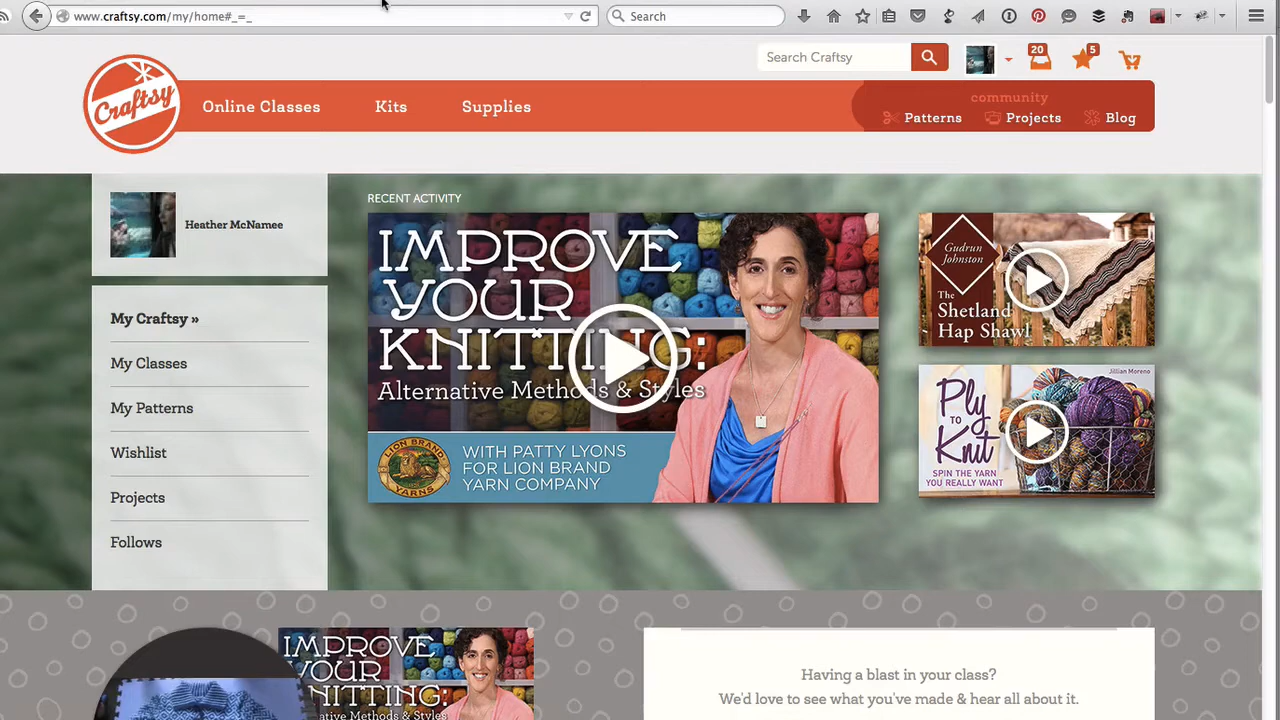 www.craftsy.com/my/home#_=_
Search
Search Craftsy
20
5
Craftsy
Online Classes
Kits
Supplies
community
Patterns
Projects
Blog
Heather McNamee
My Craftsy »
My Classes
My Patterns
Wishlist
Projects
Follows
RECENT ACTIVITY
IMPROVE
YOUR
KNITTING:
Alternative Methods & Styles
LION BRAND
YARNS
WITH PATTY LYONS
FOR LION BRAND
YARN COMPANY
Gudrun
Johnston
The
Shetland
Hap Shawl
Jillian Moreno
Ply
TO
Knit
SPIN THE YARN
YOU REALLY WANT
IMPROVE
YOUR
KNITTING:
Having a blast in your class?
We'd love to see what you've made & hear all about it.